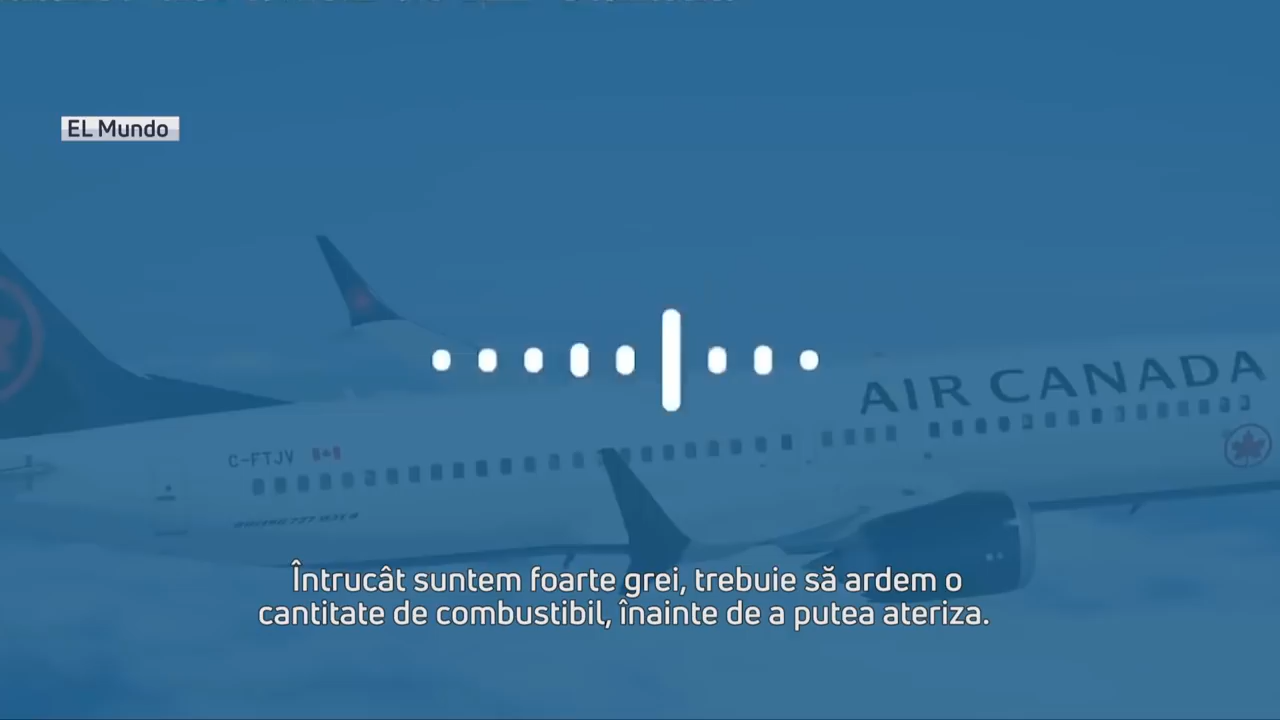 EL Mundo
AIR CANADA
C-FTJV
Întrucât suntem foarte grei, trebuie să ardem o
cantitate de combustibil, înainte de a putea ateriza.